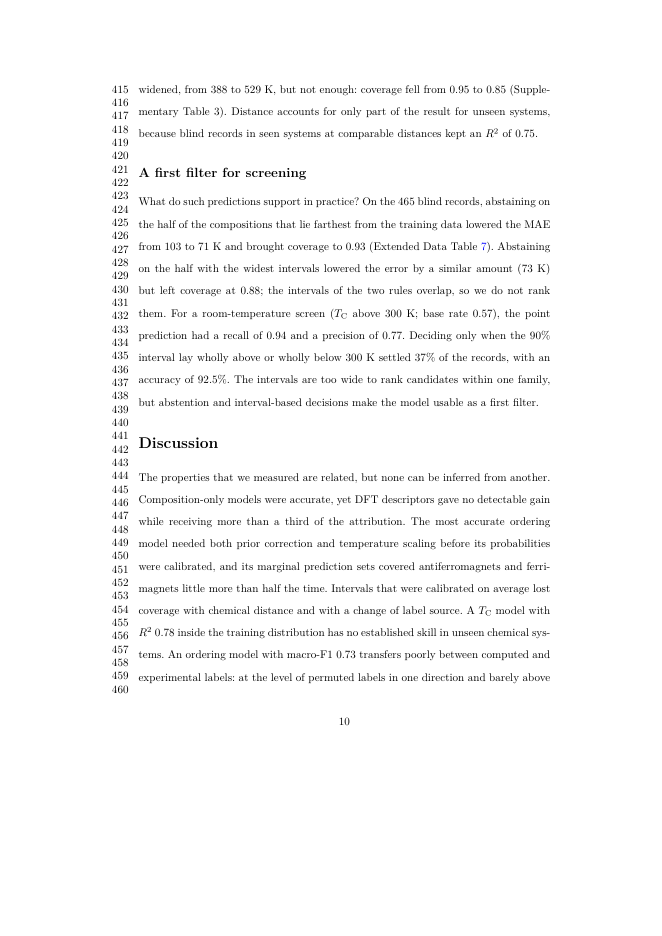 415 widened, from 388 to 529 K, but not enough: coverage fell from 0.95 to 0.85 (Supple-
416
417 mentary Table 3). Distance accounts for only part of the result for unseen systems,
418 because blind records in seen systems at comparable distances kept an R² of 0.75.
419
420
421 A first filter for screening
422
423 What do such predictions support in practice? On the 465 blind records, abstaining on
424
425 the half of the compositions that lie farthest from the training data lowered the MAE
426
427 from 103 to 71 K and brought coverage to 0.93 (Extended Data Table 7). Abstaining
428
429 on the half with the widest intervals lowered the error by a similar amount (73 K)
430 but left coverage at 0.88; the intervals of the two rules overlap, so we do not rank
431
432 them. For a room-temperature screen (T_C above 300 K; base rate 0.57), the point
433 prediction had a recall of 0.94 and a precision of 0.77. Deciding only when the 90%
434
435 interval lay wholly above or wholly below 300 K settled 37% of the records, with an
436
437 accuracy of 92.5%. The intervals are too wide to rank candidates within one family,
438
439 but abstention and interval-based decisions make the model usable as a first filter.
440
441
442 Discussion
443
444 The properties that we measured are related, but none can be inferred from another.
445
446 Composition-only models were accurate, yet DFT descriptors gave no detectable gain
447 while receiving more than a third of the attribution. The most accurate ordering
448
449 model needed both prior correction and temperature scaling before its probabilities
450
451 were calibrated, and its marginal prediction sets covered antiferromagnets and ferri-
452 magnets little more than half the time. Intervals that were calibrated on average lost
453
454 coverage with chemical distance and with a change of label source. A T_C model with
455
456 R² 0.78 inside the training distribution has no established skill in unseen chemical sys-
457 tems. An ordering model with macro-F1 0.73 transfers poorly between computed and
458
459 experimental labels: at the level of permuted labels in one direction and barely above
460
10